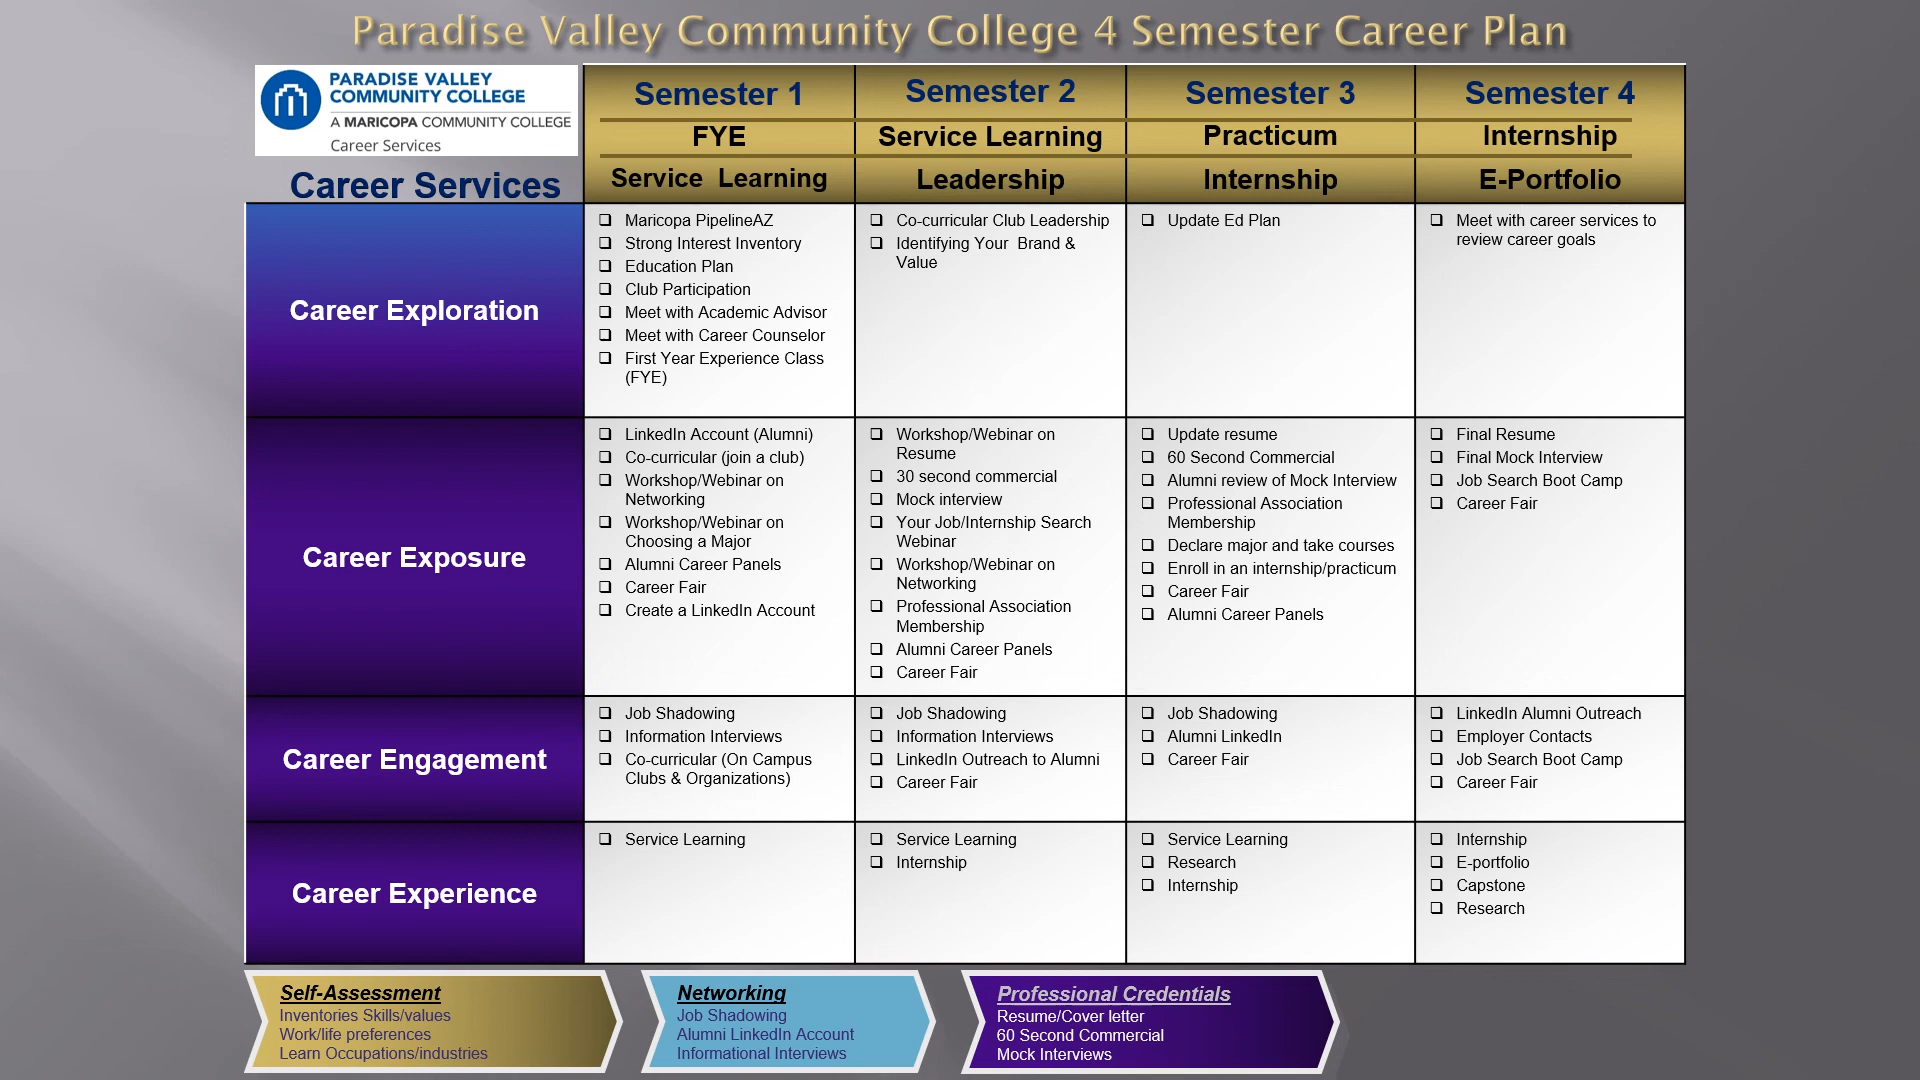 Paradise Valley Community College 4 Semester Career Plan
PARADISE VALLEY
COMMUNITY COLLEGE
A MARICOPA COMMUNITY COLLEGE
Career Services
Career Services
Semester 1
FYE
Service Learning
Semester 2
Service Learning
Leadership
Semester 3
Practicum
Internship
Semester 4
Internship
E-Portfolio
Career Exploration
Maricopa PipelineAZ
Strong Interest Inventory
Education Plan
Club Participation
Meet with Academic Advisor
Meet with Career Counselor
First Year Experience Class
(FYE)
Co-curricular Club Leadership
Identifying Your Brand &
Value
Update Ed Plan
Meet with career services to
review career goals
Career Exposure
LinkedIn Account (Alumni)
Co-curricular (join a club)
Workshop/Webinar on
Networking
Workshop/Webinar on
Choosing a Major
Alumni Career Panels
Career Fair
Create a LinkedIn Account
Workshop/Webinar on
Resume
30 second commercial
Mock interview
Your Job/Internship Search
Webinar
Workshop/Webinar on
Networking
Professional Association
Membership
Alumni Career Panels
Career Fair
Update resume
60 Second Commercial
Alumni review of Mock Interview
Professional Association
Membership
Declare major and take courses
Enroll in an internship/practicum
Career Fair
Alumni Career Panels
Final Resume
Final Mock Interview
Job Search Boot Camp
Career Fair
Career Engagement
Job Shadowing
Information Interviews
Co-curricular (On Campus
Clubs & Organizations)
Job Shadowing
Information Interviews
LinkedIn Outreach to Alumni
Career Fair
Job Shadowing
Alumni LinkedIn
Career Fair
LinkedIn Alumni Outreach
Employer Contacts
Job Search Boot Camp
Career Fair
Career Experience
Service Learning
Service Learning
Internship
Service Learning
Research
Internship
Internship
E-portfolio
Capstone
Research
Self-Assessment
Inventories Skills/values
Work/life preferences
Learn Occupations/industries
Networking
Job Shadowing
Alumni LinkedIn Account
Informational Interviews
Professional Credentials
Resume/Cover letter
60 Second Commercial
Mock Interviews